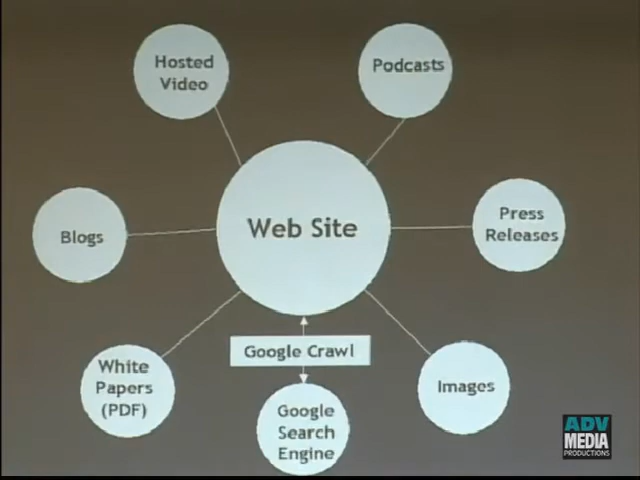 Hosted
Video
Podcasts
Web Site
Blogs
Press
Releases
Google Crawl
White
Papers
(PDF)
Google
Search
Engine
Images
ADV
MEDIA
PRODUCTIONS